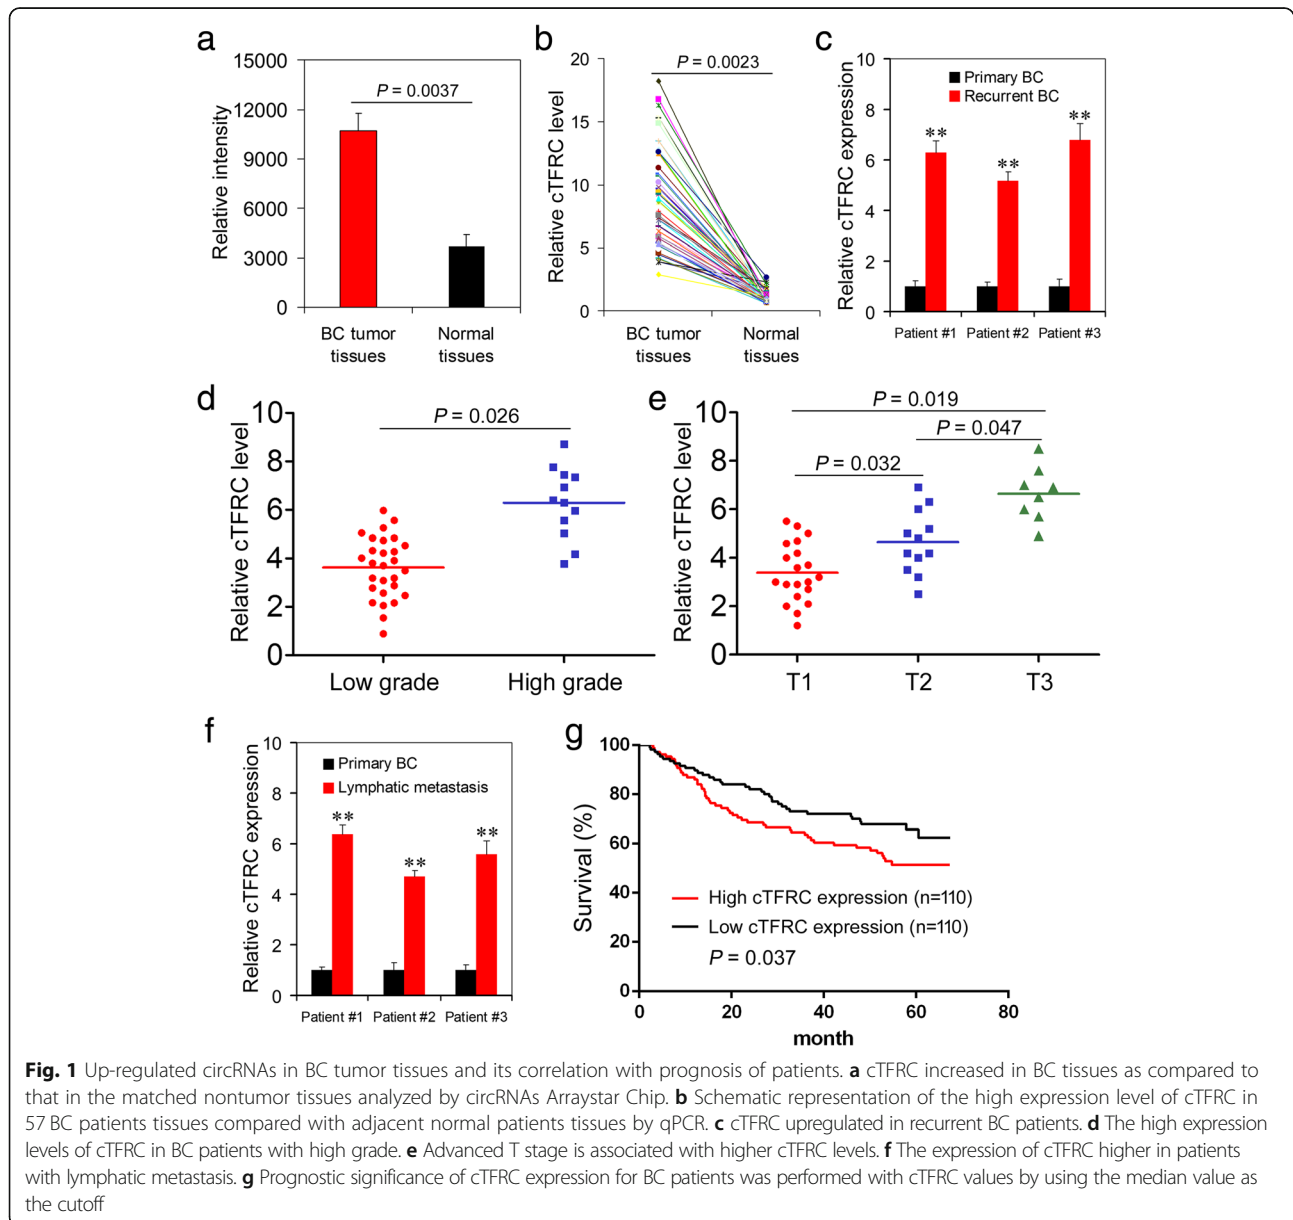 a
15000
12000
9000
6000
3000
0
Relative intensity
P = 0.0037
BC tumor tissues
Normal tissues
b
20
15
10
5
0
Relative cTFRC level
P = 0.0023
BC tumor tissues
Normal tissues
c
10
8
6
4
2
0
Relative cTFRC expression
Primary BC
Recurrent BC
**
**
**
Patient #1
Patient #2
Patient #3
d
10
8
6
4
2
0
Relative cTFRC level
P = 0.026
Low grade
High grade
e
10
8
6
4
2
0
Relative cTFRC level
P = 0.019
P = 0.047
P = 0.032
T1
T2
T3
f
10
8
6
4
2
0
Relative cTFRC expression
Primary BC
Lymphatic metastasis
**
**
**
Patient #1
Patient #2
Patient #3
g
100
80
60
40
20
0
Survival (%)
High cTFRC expression (n=110)
Low cTFRC expression (n=110)
P = 0.037
0
20
40
60
80
month
Fig. 1 Up-regulated circRNAs in BC tumor tissues and its correlation with prognosis of patients. a cTFRC increased in BC tissues as compared to
that in the matched nontumor tissues analyzed by circRNAs Arraystar Chip. b Schematic representation of the high expression level of cTFRC in
57 BC patients tissues compared with adjacent normal patients tissues by qPCR. c cTFRC upregulated in recurrent BC patients. d The high expression
levels of cTFRC in BC patients with high grade. e Advanced T stage is associated with higher cTFRC levels. f The expression of cTFRC higher in patients
with lymphatic metastasis. g Prognostic significance of cTFRC expression for BC patients was performed with cTFRC values by using the median value as
the cutoff